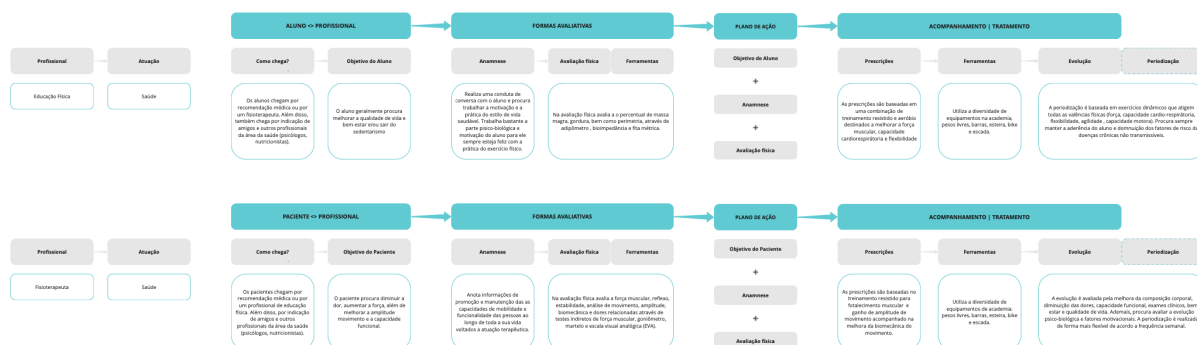 ALUNO <> PROFISSIONAL
FORMAS AVALIATIVAS
PLANO DE AÇÃO
ACOMPANHAMENTO | TRATAMENTO
Profissional
Atuação
Como chega?
Objetivo do Aluno
Anamnese
Avaliação física
Ferramentas
Objetivo do Aluno
Prescrições
Ferramentas
Evolução
Periodização
Educação Física
Saúde
Os alunos chegam por
recomendação médica ou por
um fisioterapeuta. Além disso,
também chega por indicação de
amigos e outros profissionais
da área da saúde (psicólogos,
nutricionistas).
O aluno geralmente procura
melhorar a qualidade de vida e
bem-estar e/ou sair do
sedentarismo
Realiza uma conduta de
conversa com o aluno e procura
trabalhar a motivação e a
prática do estilo de vida
saudável. Trabalha bastante a
parte psico-biológica e
motivação do aluno para ele
sempre esteja feliz com a
prática do exercício físico.
Na avaliação física avalia a o percentual de massa
magra, gordura, bem como perimetria, através de
adipômetro , bioimpedância e fita métrica.
+
Anamnese
+
Avaliação física
As prescrições são baseadas em
uma combinação de
treinamento resistido e aeróbio
destinados a melhorar a força
muscular, capacidade
cardiorespirátoria e flexibilidade
Utiliza a diversidade de
equipamentos na academia,
pesos livres, barras, esteira, bike
e escada.
A periodização é baseada em exercícios dinâmicos que atigem
todas as valências físicas (força, capacidade cardio-respirátoria,
flexibilidade, agilidade , capacidade motora). Procura sempre
manter a aderência do aluno e domnuição dos fatores de risco da
doenças crônicas não transmissíveis.
PACIENTE <> PROFISSIONAL
FORMAS AVALIATIVAS
PLANO DE AÇÃO
ACOMPANHAMENTO | TRATAMENTO
Profissional
Atuação
Como chega?
Objetivo do Paciente
Anamnese
Avaliação física
Ferramentas
Objetivo do Paciente
Prescrições
Ferramentas
Evolução
Periodização
Fisioterapeuta
Saúde
Os pacientes chegam por
recomendação médica ou por
um profissional de educação
física. Além, por indicação
de amigos e outros
profissionais da área da saúde
(psicólogos, nutricionistas).
O paciente procura diminuir a
dor, aumentar a força, além de
melhorar a amplitude
movimento e a capacidade
funcional.
Anota informações de
promoção e manutenção das as
capacidades de mobilidade e
funcionalidade das pessoas ao
longo de toda a sua vida
voltados a atuação terapêutica.
Na avaliação física avalia a força muscular, reflexo,
estabilidade, análise de movimento, amplitude,
biomecânica e dores relacionadas através de
testes indiretos de força muscular, goniômetro,
martelo e escala visual analógica (EVA).
+
Anamnese
+
Avaliação física
As prescrições são baseadas no
treinamento resistido para
fotalecimento muscular e
ganho de amplitude de
movimento acompanhado na
melhora da biomecânica do
movimento.
Utiliza a diversidade de
equipamentos na academia,
pesos livres, barras, esteira, bike
e escada.
A evolução é avaliada pela melhora da composição corporal,
diminuição das dores, capacidade funcional, exames clínicos, bem
estar e qualidade de vida. Ademais, procura avaliar a evolução
psico-biológica e fatores motivacionais. A periodização é realizada
de forma mais flexível de acordo a frequência semanal.